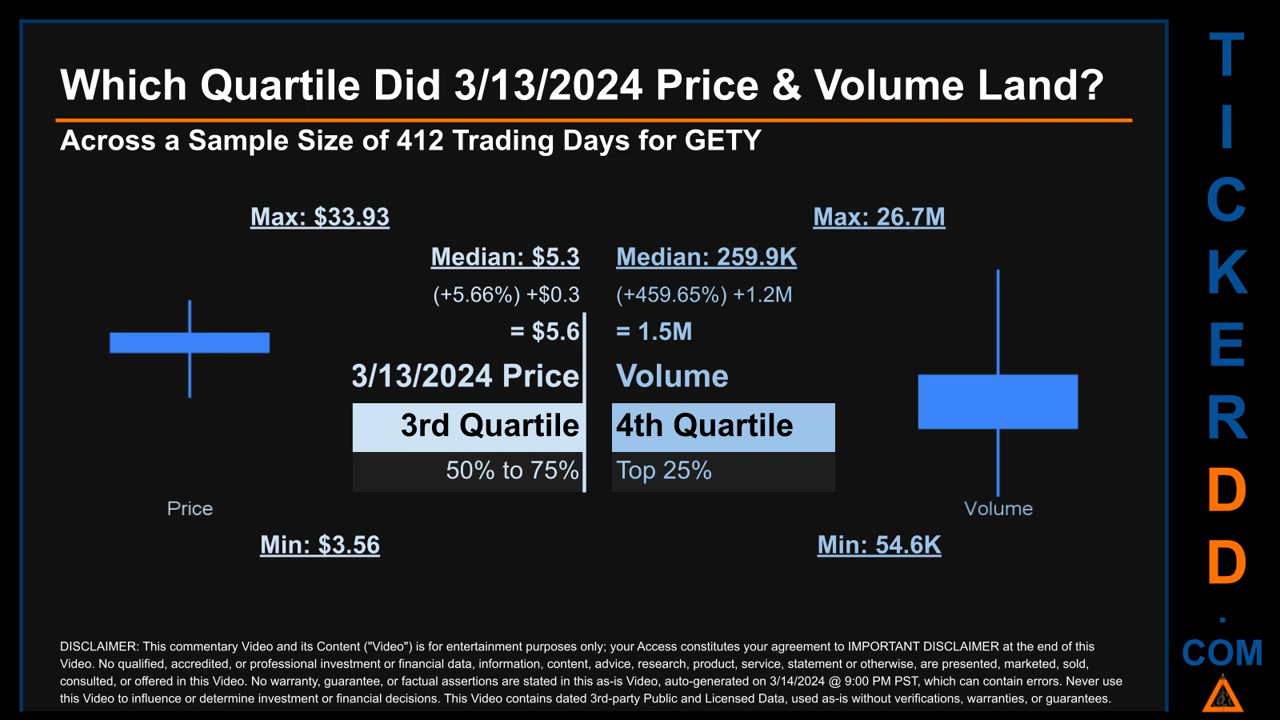 Which Quartile Did 3/13/2024 Price & Volume Land?
Across a Sample Size of 412 Trading Days for GETY
Max: $33.93
Max: 26.7M
Median: $5.3
Median: 259.9K
(+5.66%) +$0.3
(+459.65%) +1.2M
= $5.6
= 1.5M
3/13/2024 Price
Volume
3rd Quartile
4th Quartile
50% to 75%
Top 25%
Price
Volume
Min: $3.56
Min: 54.6K
DISCLAIMER: This commentary Video and its Content ("Video") is for entertainment purposes only; your Access constitutes your agreement to IMPORTANT DISCLAIMER at the end of this
Video. No qualified, accredited, or professional investment or financial data, information, content, advice, research, product, service, statement or otherwise, are presented, marketed, sold,
consulted, or offered in this Video. No warranty, guarantee, or factual assertions are stated in this as-is Video, auto-generated on 3/14/2024 @ 9:00 PM PST, which can contain errors. Never use
this Video to influence or determine investment or financial decisions. This Video contains dated 3rd-party Public and Licensed Data, used as-is without verifications, warranties, or guarantees.
T
I
C
K
E
R
D
D
.
COM